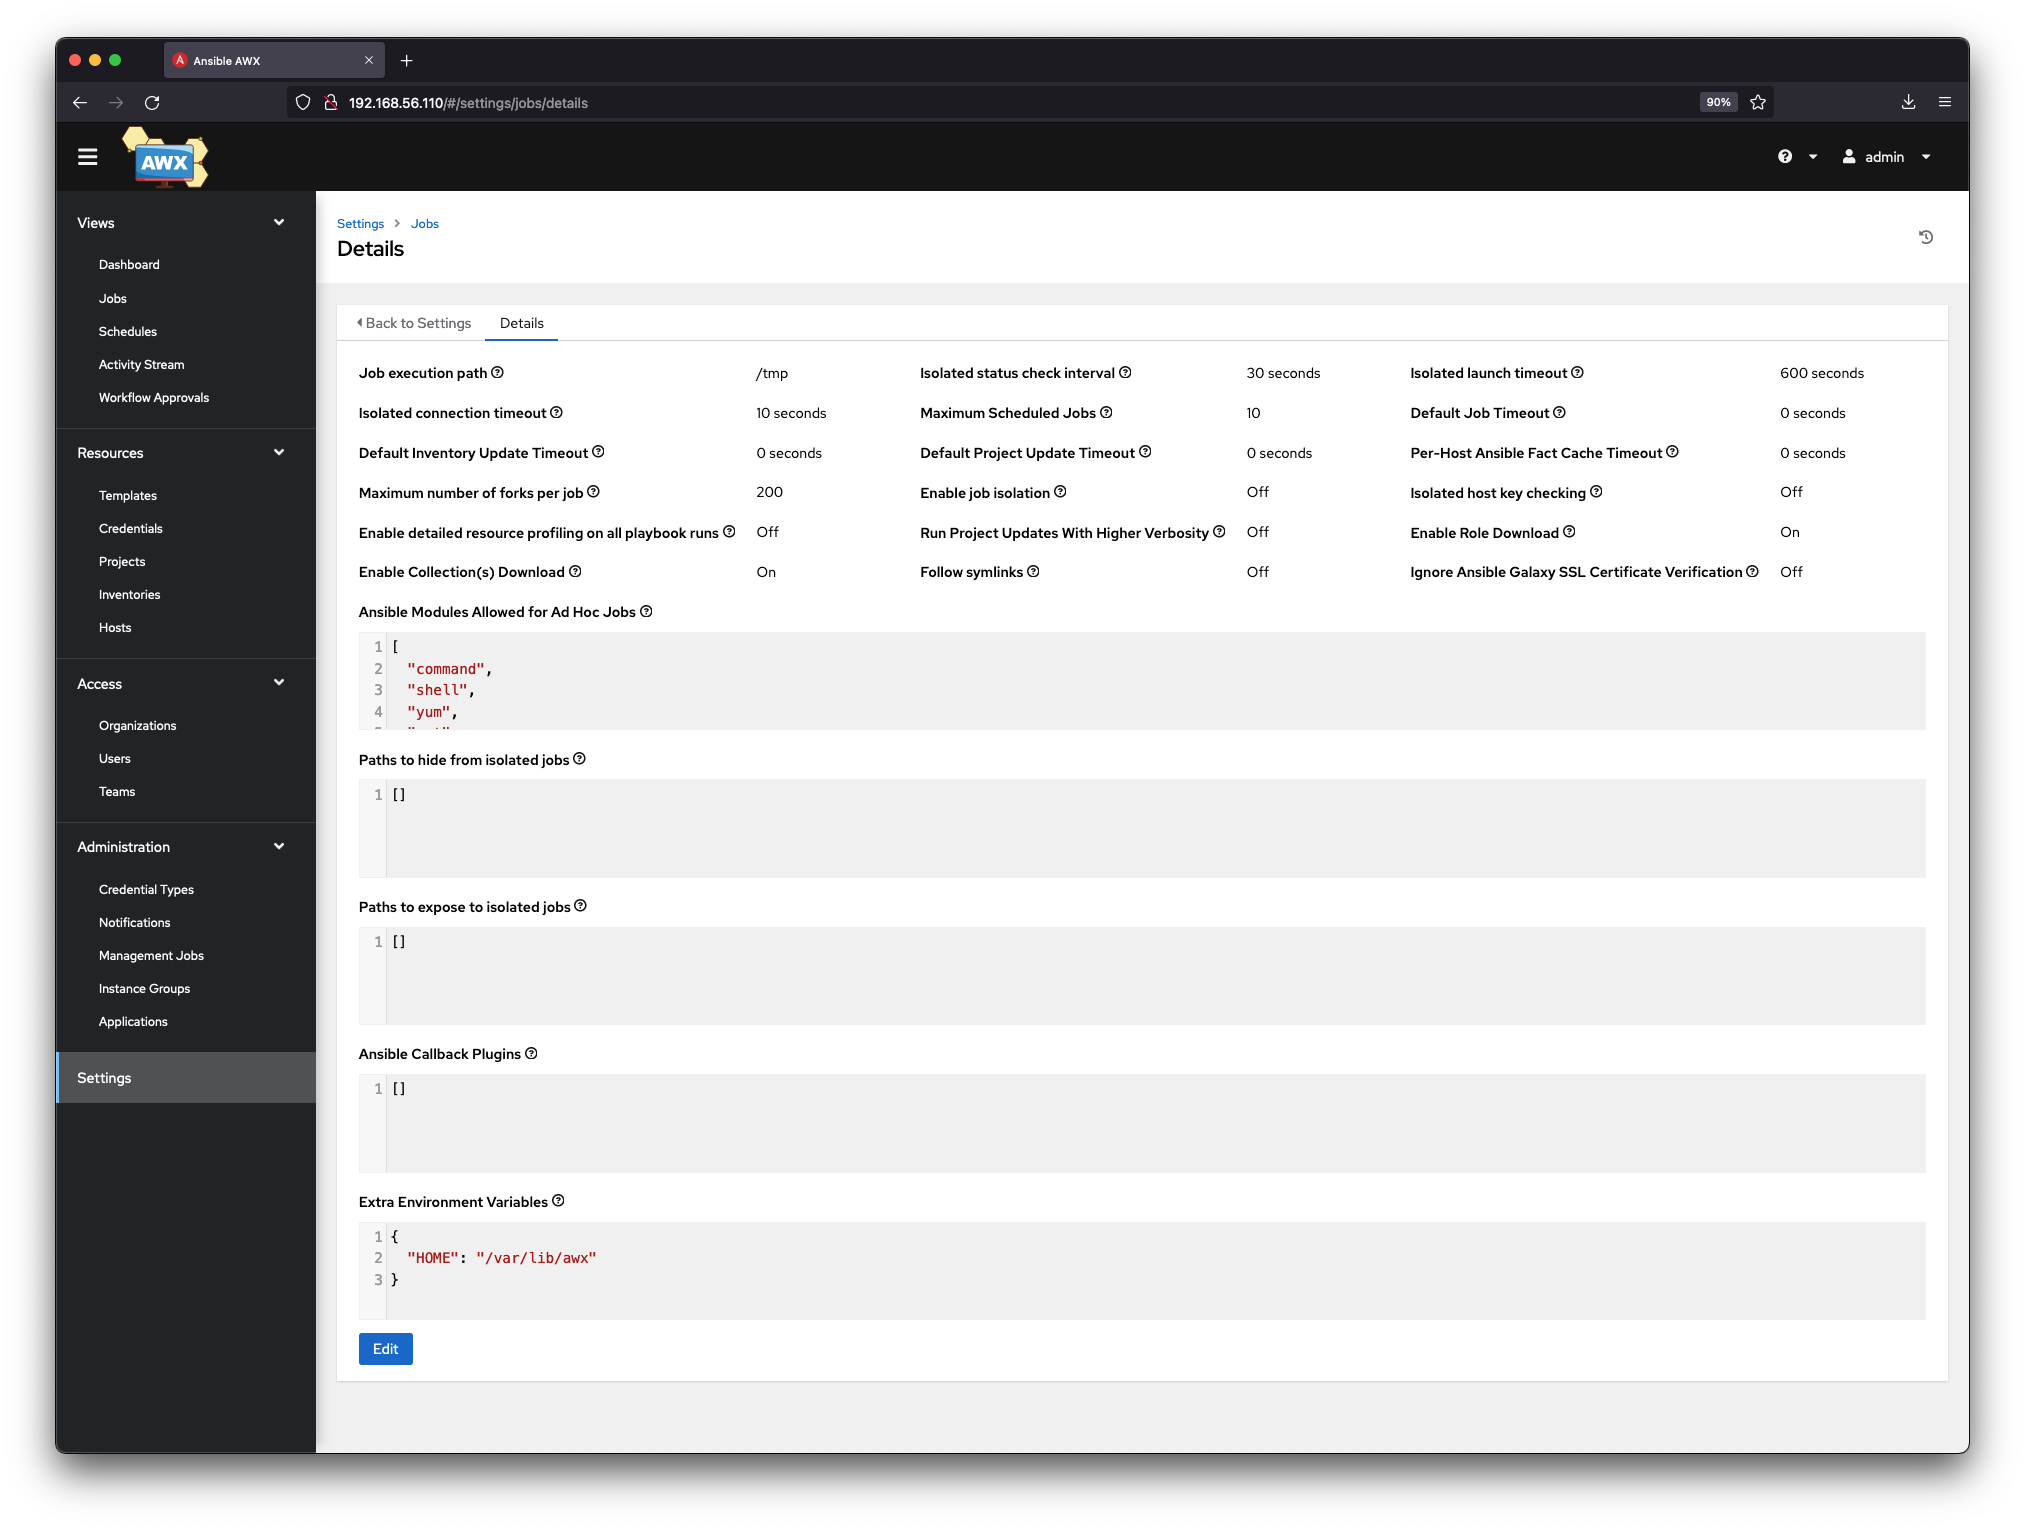 Ansible AWX
192.168.56.110/#/settings/jobs/details
90%
AWX
admin
Views
Dashboard
Jobs
Schedules
Activity Stream
Workflow Approvals
Resources
Templates
Credentials
Projects
Inventories
Hosts
Access
Organizations
Users
Teams
Administration
Credential Types
Notifications
Management Jobs
Instance Groups
Applications
Settings
Settings > Jobs
Details
Back to Settings Details
Job execution path /tmp Isolated status check interval 30 seconds Isolated launch timeout 600 seconds
Isolated connection timeout 10 seconds Maximum Scheduled Jobs 10 Default Job Timeout 0 seconds
Default Inventory Update Timeout 0 seconds Default Project Update Timeout 0 seconds Per-Host Ansible Fact Cache Timeout 0 seconds
Maximum number of forks per job 200 Enable job isolation Off Isolated host key checking Off
Enable detailed resource profiling on all playbook runs Off Run Project Updates With Higher Verbosity Off Enable Role Download On
Enable Collection(s) Download On Follow symlinks Off Ignore Ansible Galaxy SSL Certificate Verification Off
Ansible Modules Allowed for Ad Hoc Jobs
1 [
2 "command",
3 "shell",
4 "yum",
Paths to hide from isolated jobs
1 []
Paths to expose to isolated jobs
1 []
Ansible Callback Plugins
1 []
Extra Environment Variables
1 {
2 "HOME": "/var/lib/awx"
3 }
Edit